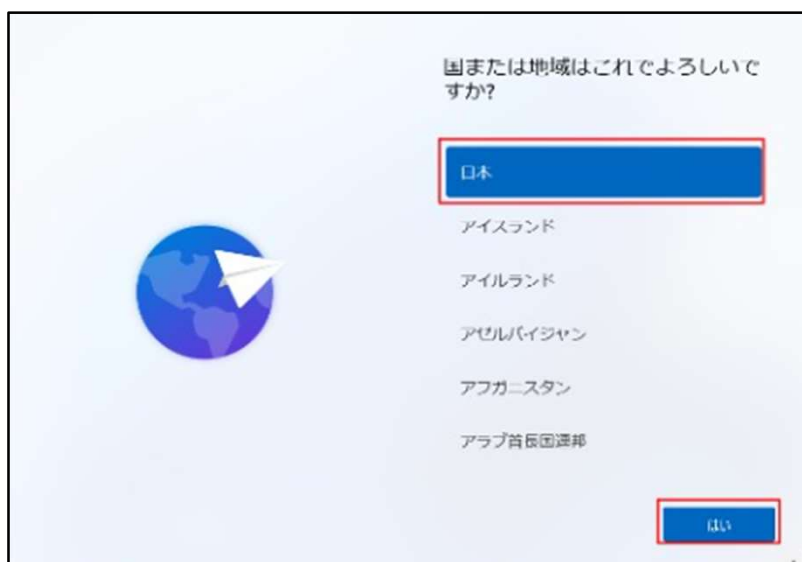 国または地域はこれでよろしいで
すか?
日本
アイスランド
アイルランド
アゼルバイジャン
アフガニスタン
アラブ首長国連邦
はい